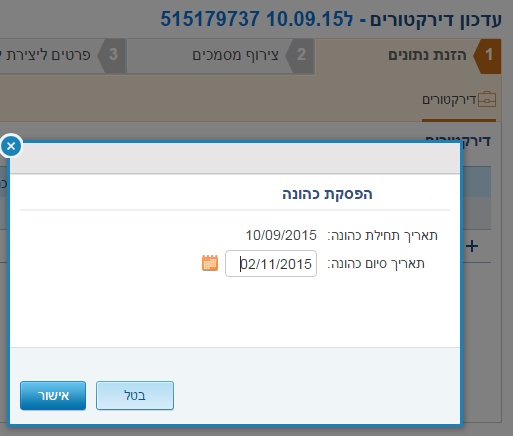 עדכון דירקטורים - ל10.09.15 515179737
1 הזנת נתונים
2 צירוף מסמכים
3 פרטים ליצירת
דירקטורים
דירקטורים
הפסקת כהונה
תאריך תחילת כהונה: 10/09/2015
תאריך סיום כהונה: 02/11/2015
בטל
אישור